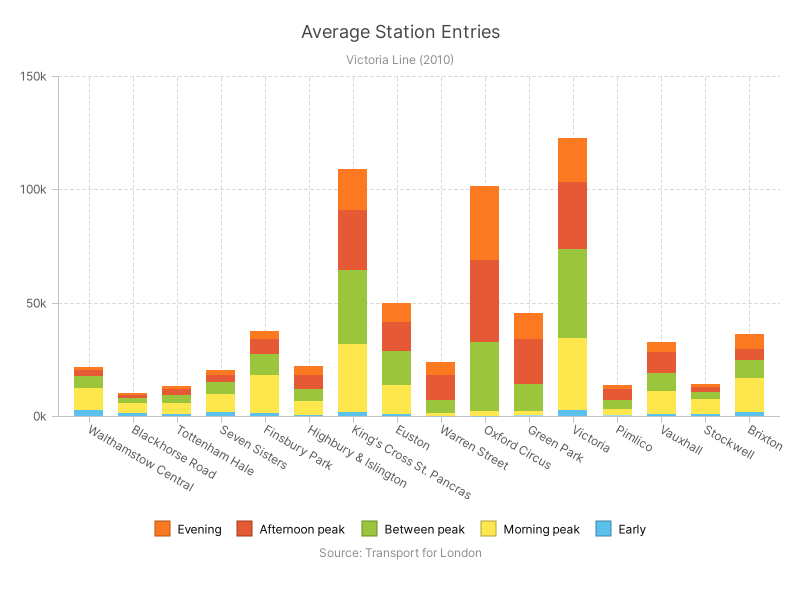 Average Station Entries
Victoria Line (2010)
150k
100k
50k
0k
Walthamstow Central
Blackhorse Road
Tottenham Hale
Seven Sisters
Finsbury Park
Highbury & Islington
King's Cross St. Pancras
Euston
Warren Street
Oxford Circus
Green Park
Victoria
Pimlico
Vauxhall
Stockwell
Brixton
Evening Afternoon peak Between peak Morning peak Early
Source: Transport for London